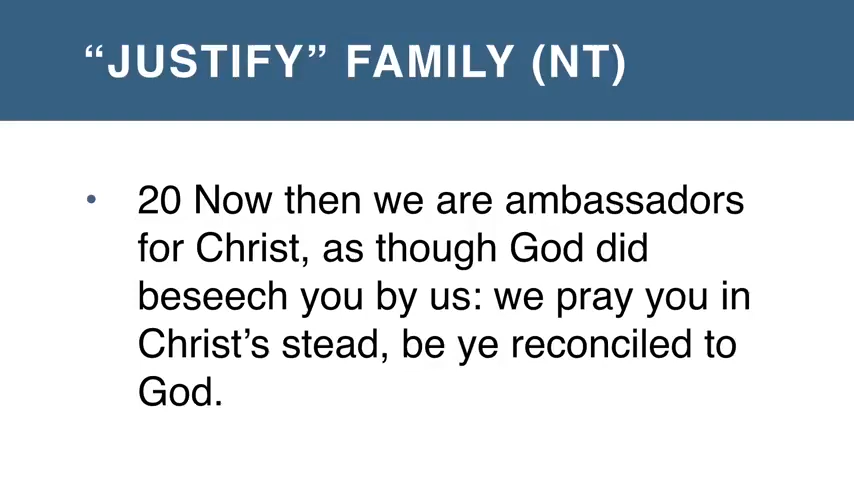 “JUSTIFY” FAMILY (NT)
• 20 Now then we are ambassadors
for Christ, as though God did
beseech you by us: we pray you in
Christ’s stead, be ye reconciled to
God.